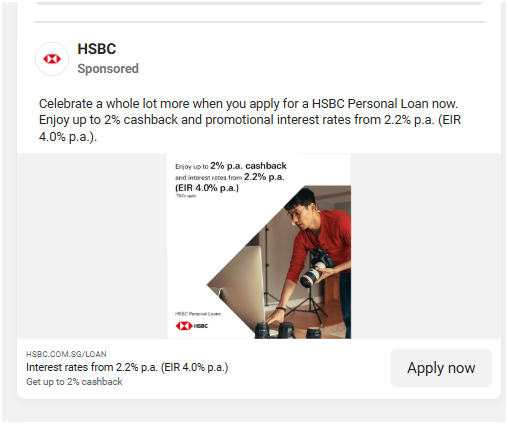 HSBC
Sponsored
Celebrate a whole lot more when you apply for a HSBC Personal Loan now.
Enjoy up to 2% cashback and promotional interest rates from 2.2% p.a. (EIR
4.0% p.a.).
Enjoy up to 2% p.a. cashback
and interest rates from 2.2% p.a.
(EIR 4.0% p.a.)
*T&Cs apply
HSBC Personal Loans
HSBC
HSBC.COM.SG/LOAN
Interest rates from 2.2% p.a. (EIR 4.0% p.a.)
Get up to 2% cashback
Apply now